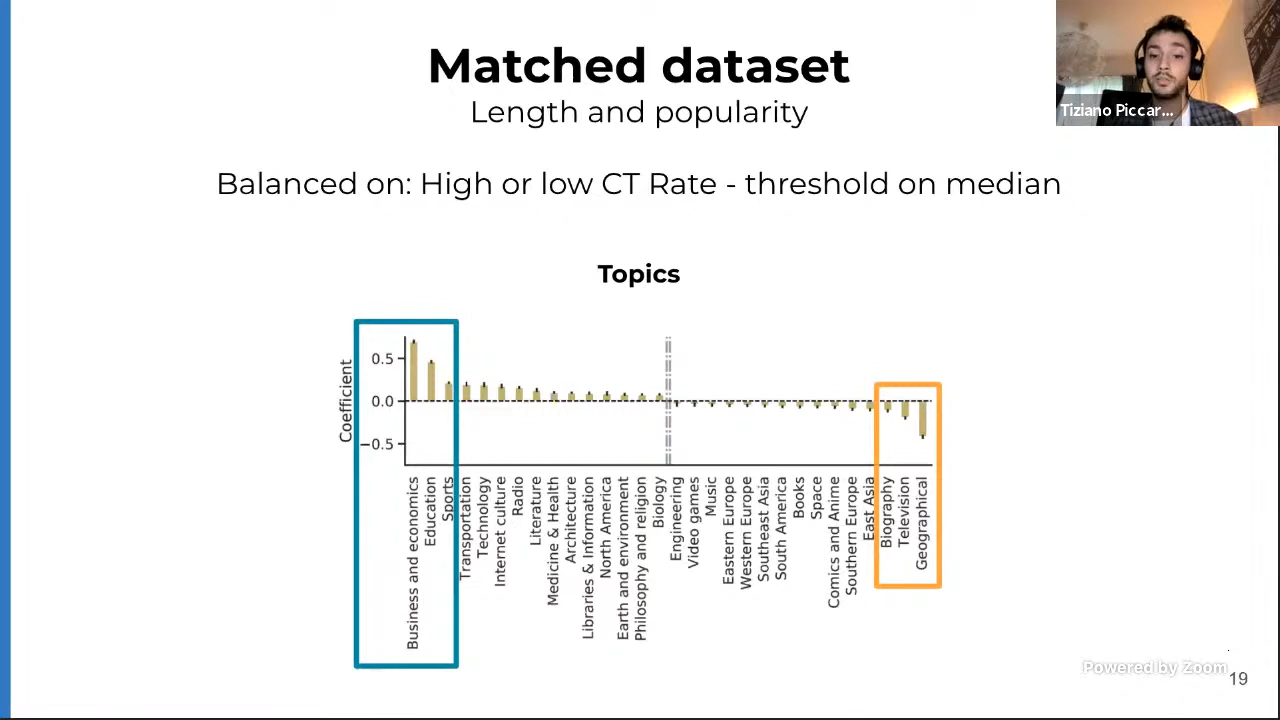 Matched dataset
Length and popularity
Tiziano Piccar...
Balanced on: High or low CT Rate - threshold on median
Topics
Coefficient
0.5
0.0
−0.5
Business and economics
Education
Sports
Transportation
Technology
Internet culture
Radio
Literature
Medicine & Health
Architecture
Libraries & Information
North America
Earth and environment
Philosophy and religion
Biology
Engineering
Video games
Music
Eastern Europe
Western Europe
Southeast Asia
South America
Books
Space
Comics and Anime
Southern Europe
East Asia
Biography
Television
Geographical
Powered by Zoom
19